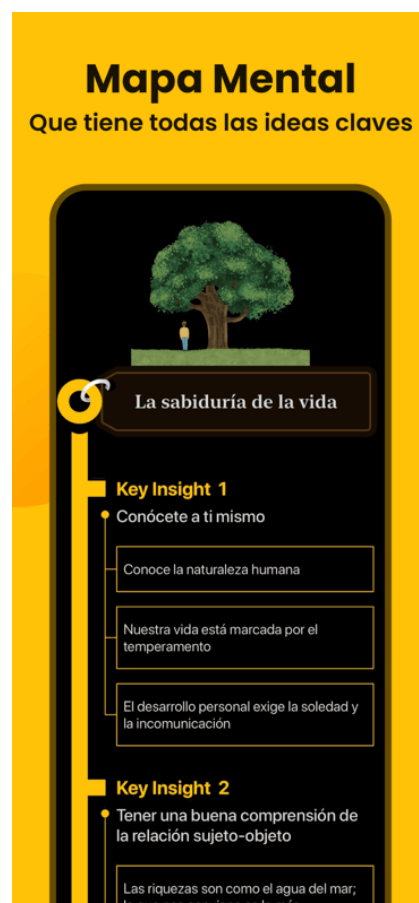 Mapa Mental
Que tiene todas las ideas claves
La sabiduría de la vida
Key Insight 1
Conócete a ti mismo
Conoce la naturaleza humana
Nuestra vida está marcada por el
temperamento
El desarrollo personal exige la soledad y
la incomunicación
Key Insight 2
Tener una buena comprensión de
la relación sujeto-objeto
Las riquezas son como el agua del mar;